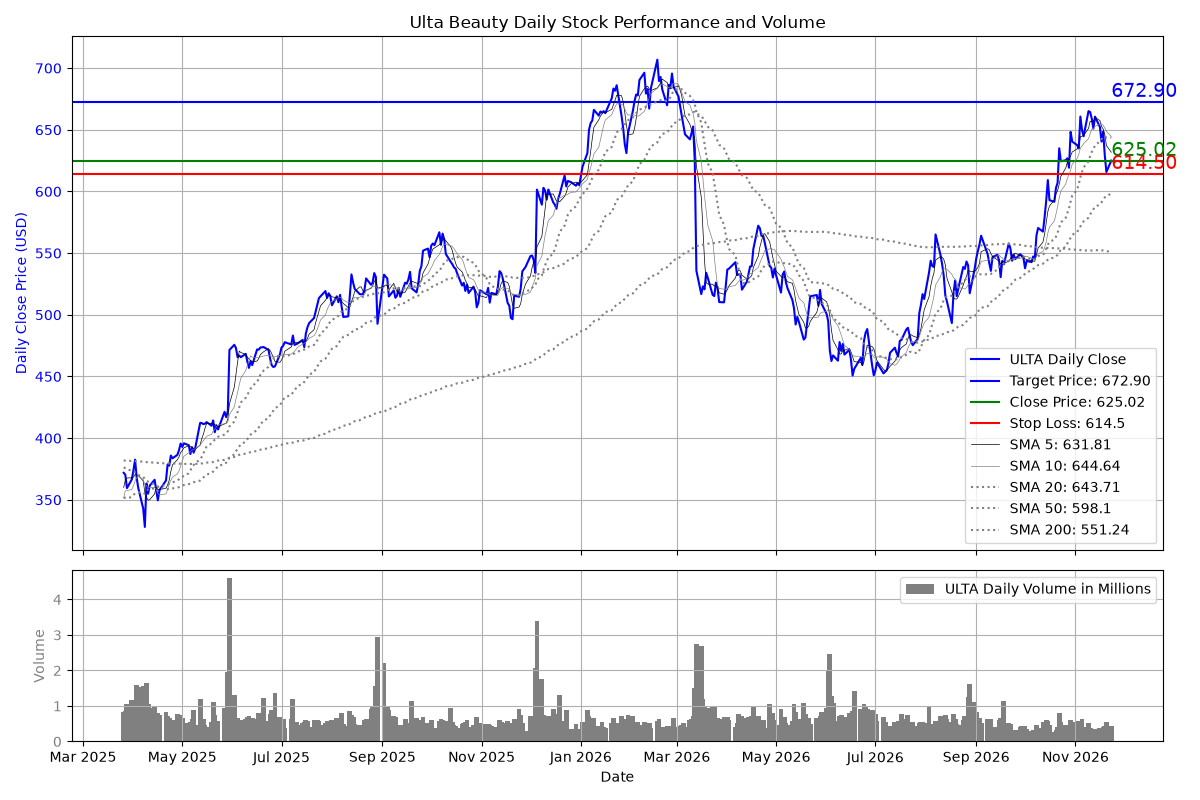 Ulta Beauty Daily Stock Performance and Volume
Daily Close Price (USD)
700
650
600
550
500
450
400
350
672.90
625.02
614.50
ULTA Daily Close
Target Price: 672.90
Close Price: 625.02
Stop Loss: 614.5
SMA 5: 631.81
SMA 10: 644.64
SMA 20: 643.71
SMA 50: 598.1
SMA 200: 551.24
Volume
4
3
2
1
0
ULTA Daily Volume in Millions
Mar 2025 May 2025 Jul 2025 Sep 2025 Nov 2025 Jan 2026 Mar 2026 May 2026 Jul 2026 Sep 2026 Nov 2026
Date